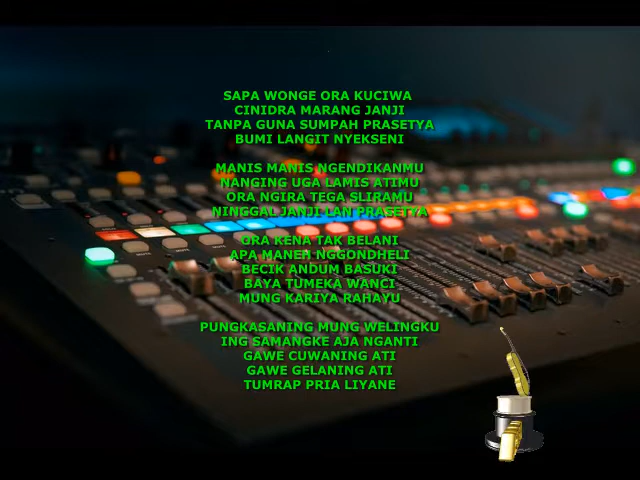 SAPA WONGE ORA KUCIWA
CINIDRA MARANG JANJI
TANPA GUNA SUMPAH PRASETYA
BUMI LANGIT NYEKSENI
MANIS MANIS NGENDIKANMU
NANGING UGA LAMIS ATIMU
ORA NGIRA TEGA SLIRAMU
NINGGAL JANJI LAN PRASETYA
ORA KENA TAK BELANI
APA MANEH NGGONDHELI
BECIK ANDUM BASUKI
BAYA TUMEKA WANCI
MUNG KARIYA RAHAYU
PUNGKASANING MUNG WELINGKU
ING SAMANGKE AJA NGANTI
GAWE CUWANING ATI
GAWE GELANING ATI
TUMRAP PRIA LIYANE